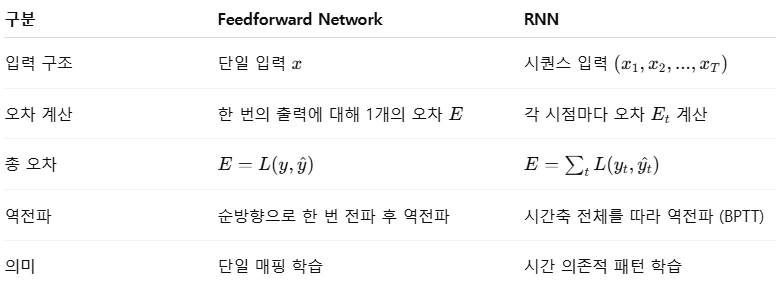 구분 Feedforward Network RNN
입력 구조 단일 입력 x 시퀀스 입력 (x₁, x₂, ..., x_T)
오차 계산 한 번의 출력에 대해 1개의 오차 E 각 시점마다 오차 E_t 계산
총 오차 E = L(y, ŷ) E = ∑_t L(y_t, ŷ_t)
역전파 순방향으로 한 번 전파 후 역전파 시간축 전체를 따라 역전파 (BPTT)
의미 단일 매핑 학습 시간 의존적 패턴 학습